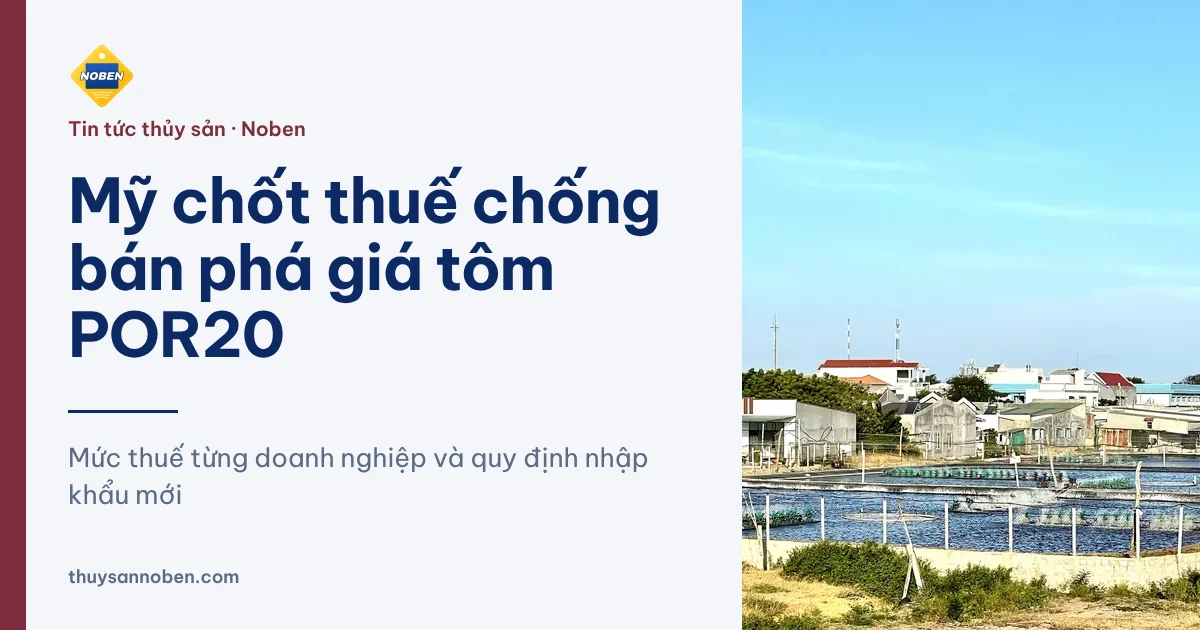 NOBEN
Tin tức thủy sản · Noben
Mỹ chốt thuế chống
bán phá giá tôm
POR20
Mức thuế từng doanh nghiệp và quy định nhập
khẩu mới
thuysannoben.com